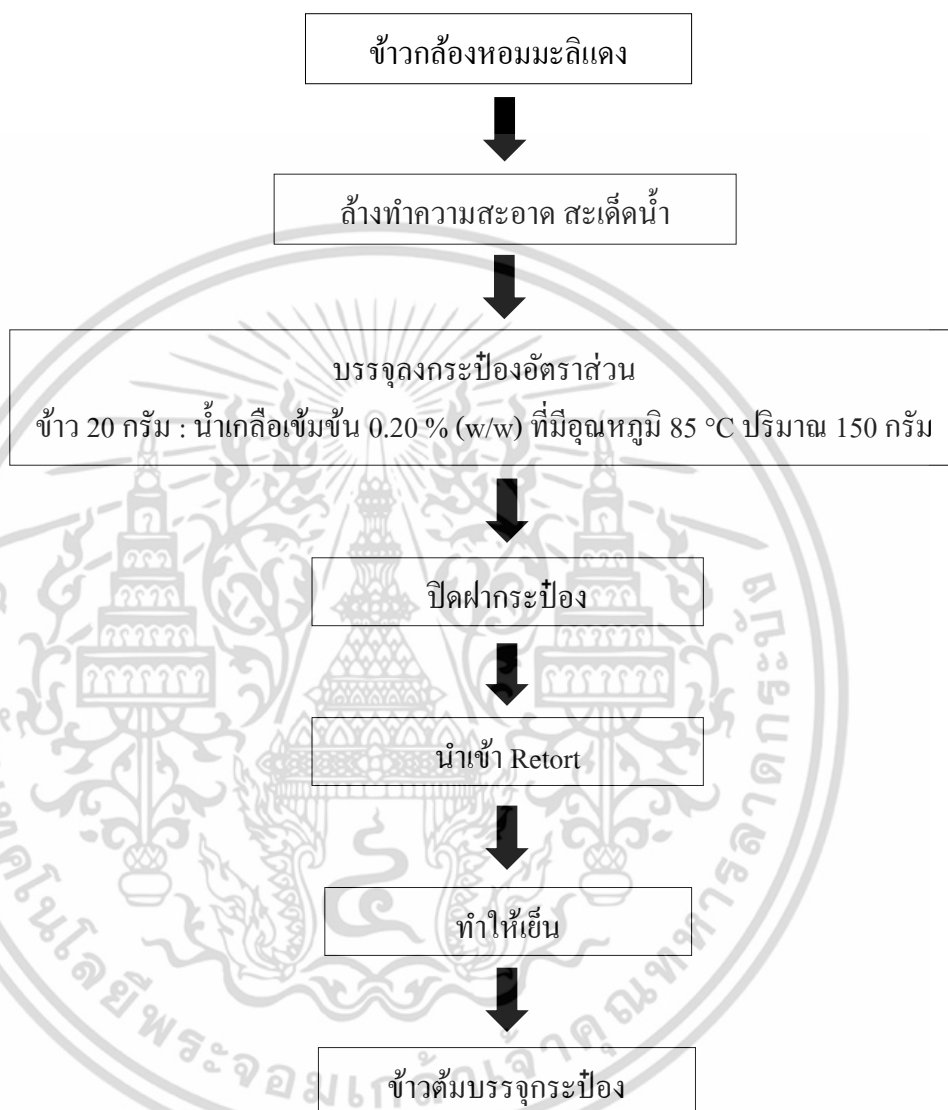 ข้าวกล้องหอมมะลิแดง
ล้างทำความสะอาด สะเด็ดน้ำ
บรรจุลงกระป๋องอัตราส่วน
ข้าว 20 กรัม : น้ำเกลือเข้มข้น 0.20 % (w/w) ที่มีอุณหภูมิ 85 °C ปริมาณ 150 กรัม
ปิดฝากระป๋อง
นำเข้า Retort
ทำให้เย็น
ข้าวต้มบรรจุกระป๋อง